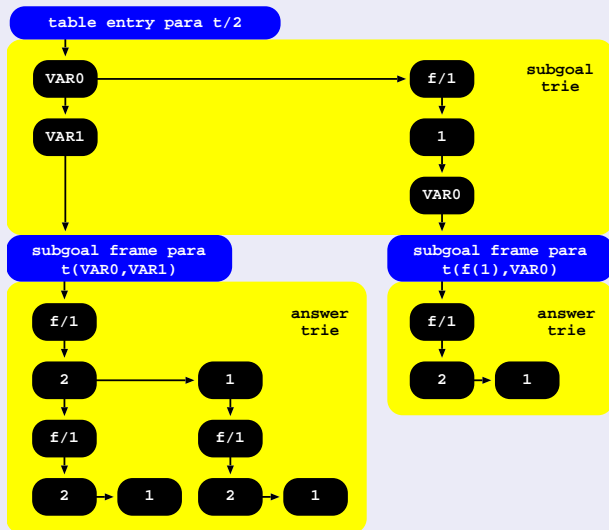 table entry para t/2
VAR0
f/1
subgoal
trie
VAR1
1
VAR0
subgoal frame para
t(VAR0,VAR1)
subgoal frame para
t(f(1),VAR0)
f/1
answer
trie
f/1
answer
trie
2
1
2
1
f/1
f/1
2
1
2
1